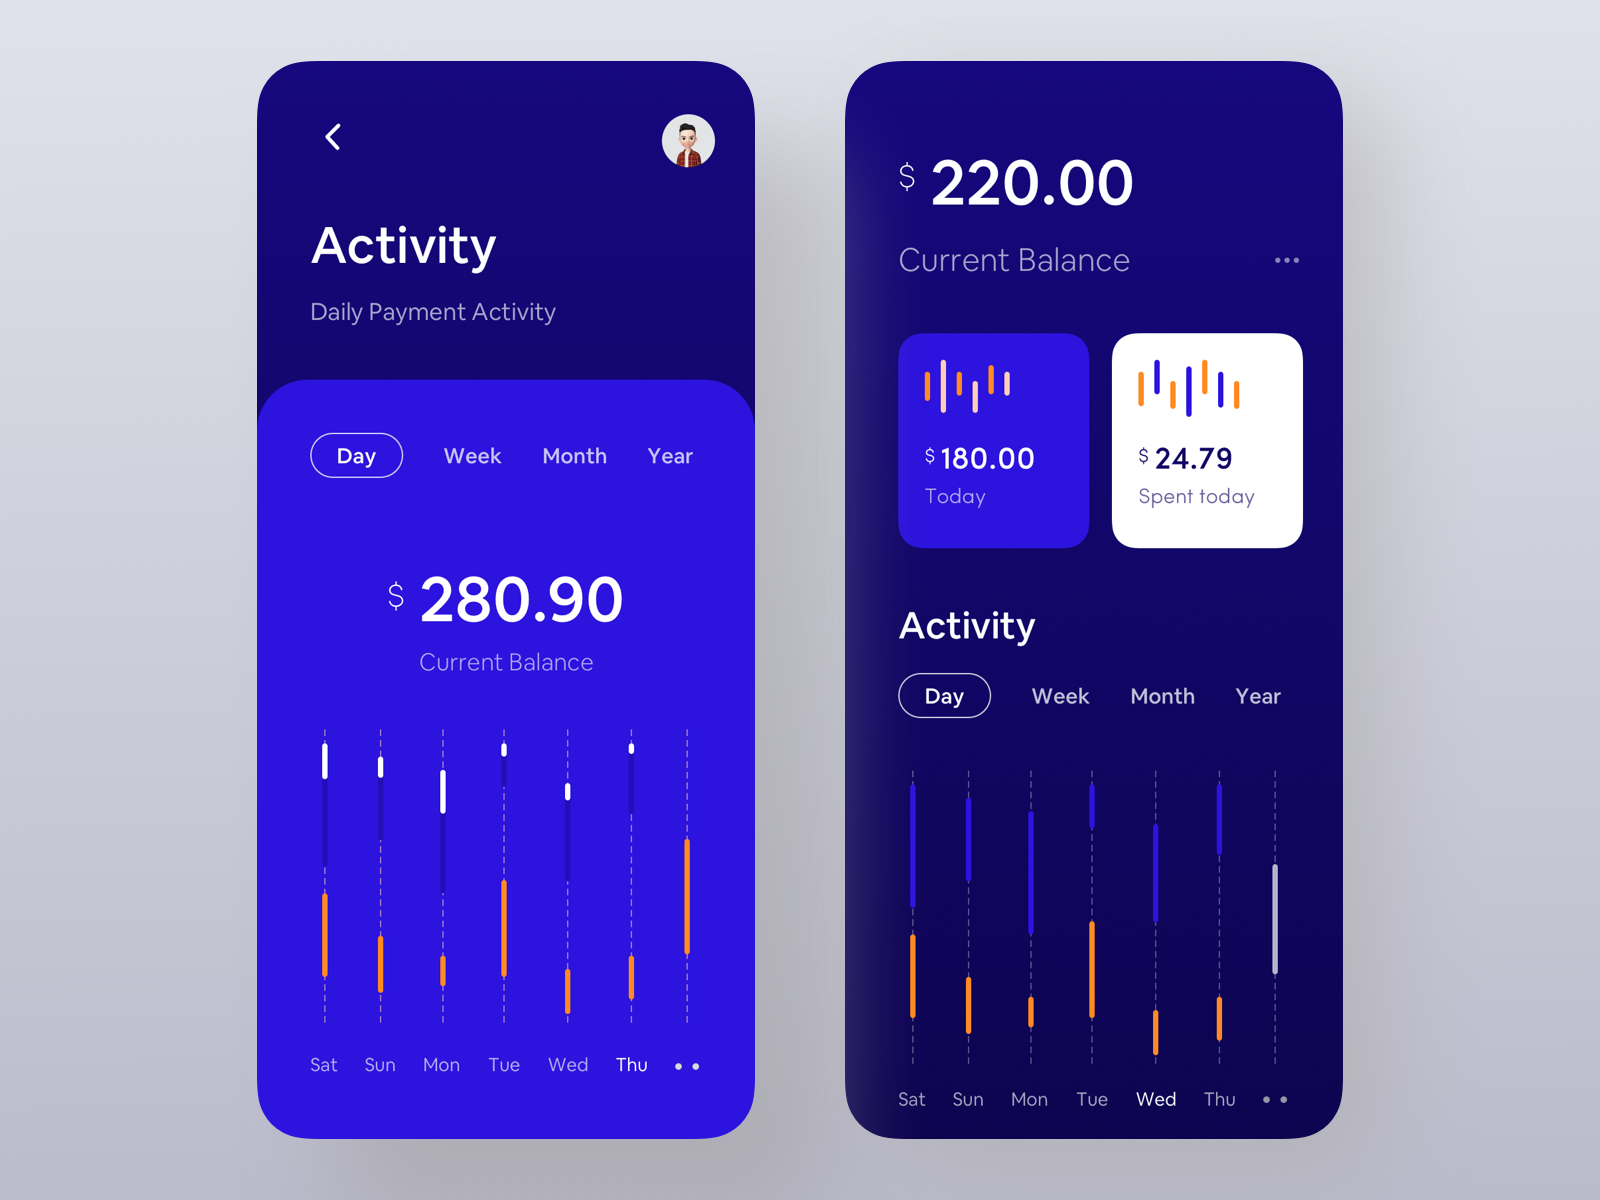 Activity
Daily Payment Activity
Day Week Month Year
$ 280.90
Current Balance
Sat Sun Mon Tue Wed Thu
$ 220.00
Current Balance
$ 180.00
Today
$ 24.79
Spent today
Activity
Day Week Month Year
Sat Sun Mon Tue Wed Thu